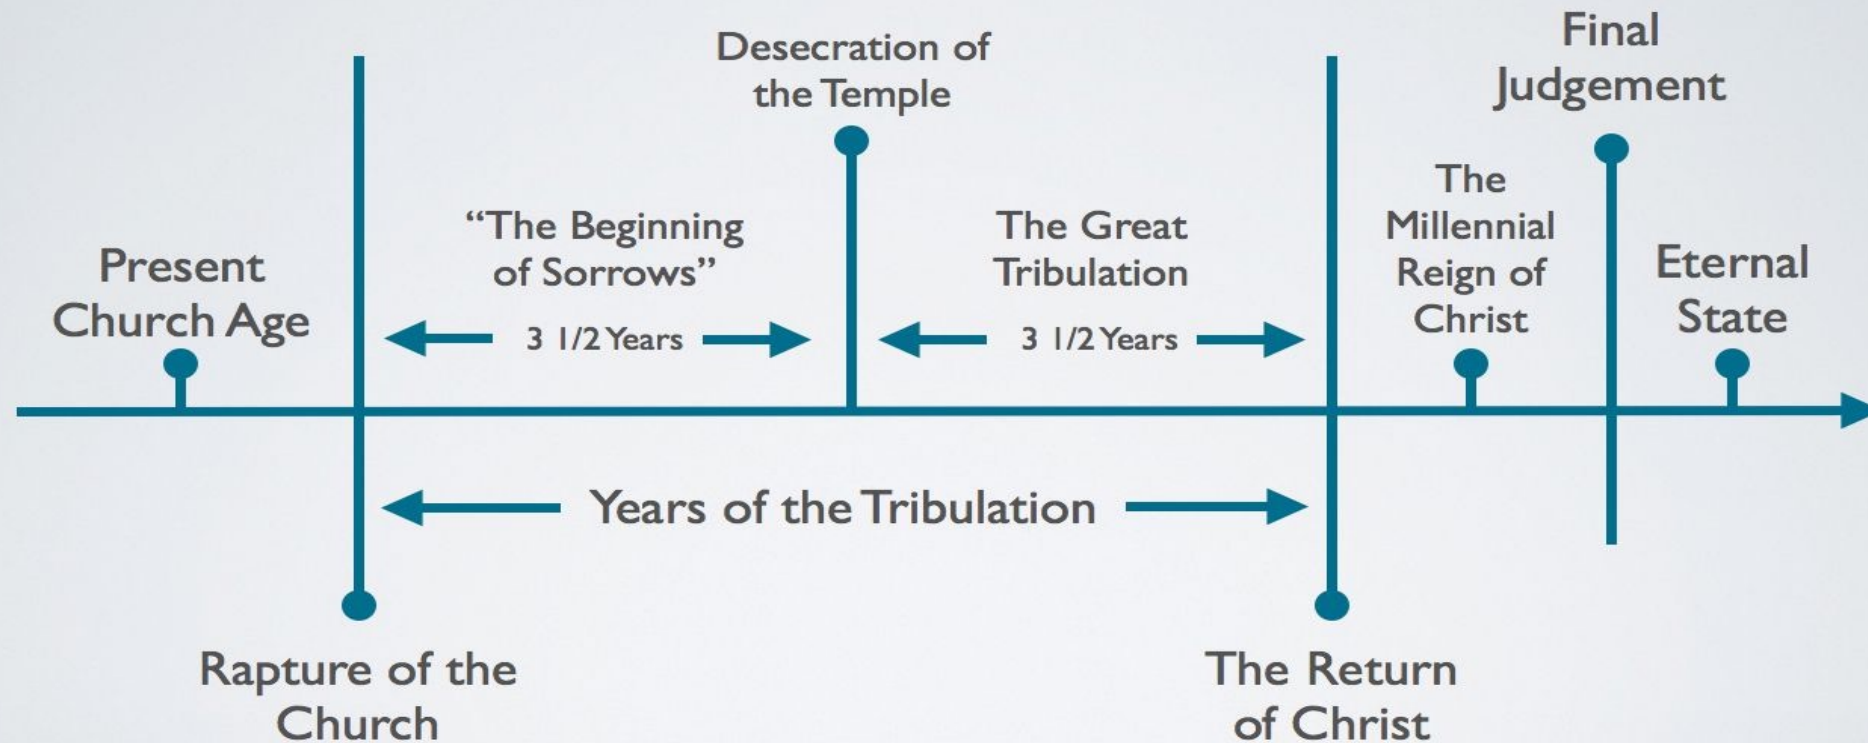 Present
Church Age
“The Beginning
of Sorrows”
3 1/2 Years
Desecration of
the Temple
The Great
Tribulation
3 1/2 Years
The
Millennial
Reign of
Christ
Final
Judgement
Eternal
State
Years of the Tribulation
Rapture of the
Church
The Return
of Christ